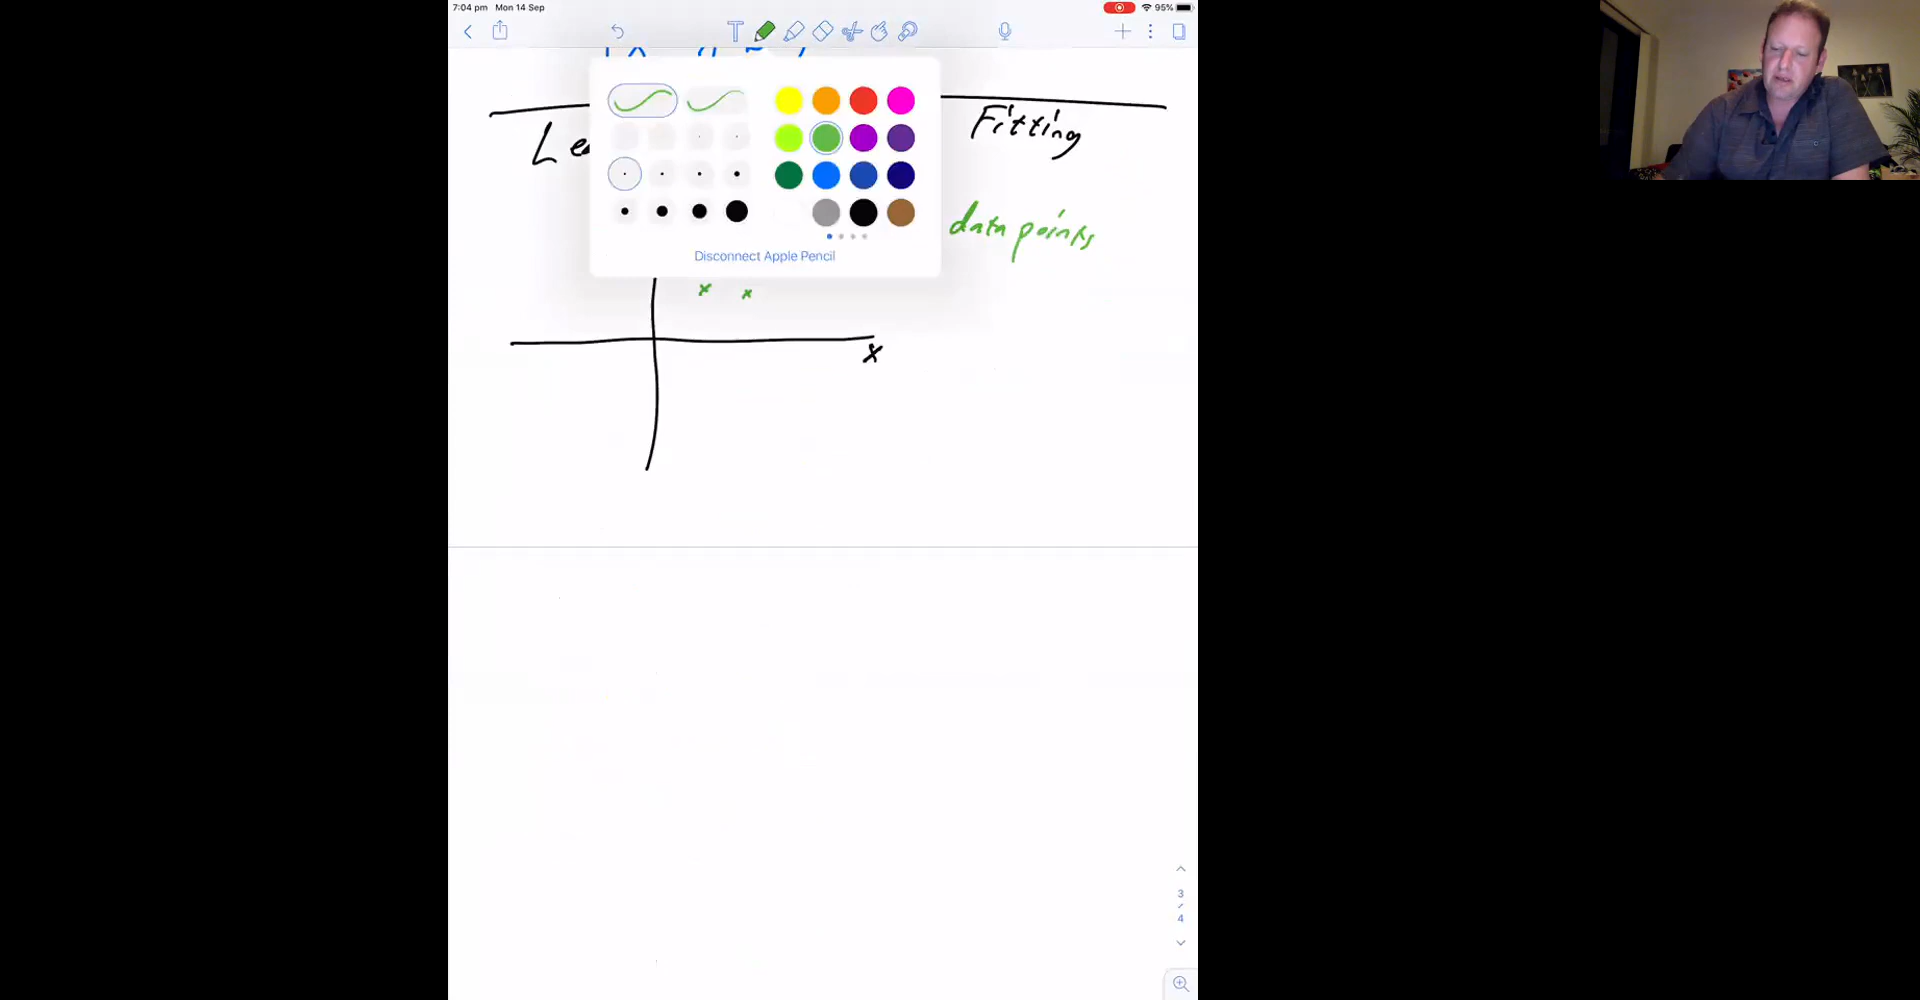 7:04 pm Mon 14 Sep
95%
Fitting
data points
Disconnect Apple Pencil
x x
x
3
4